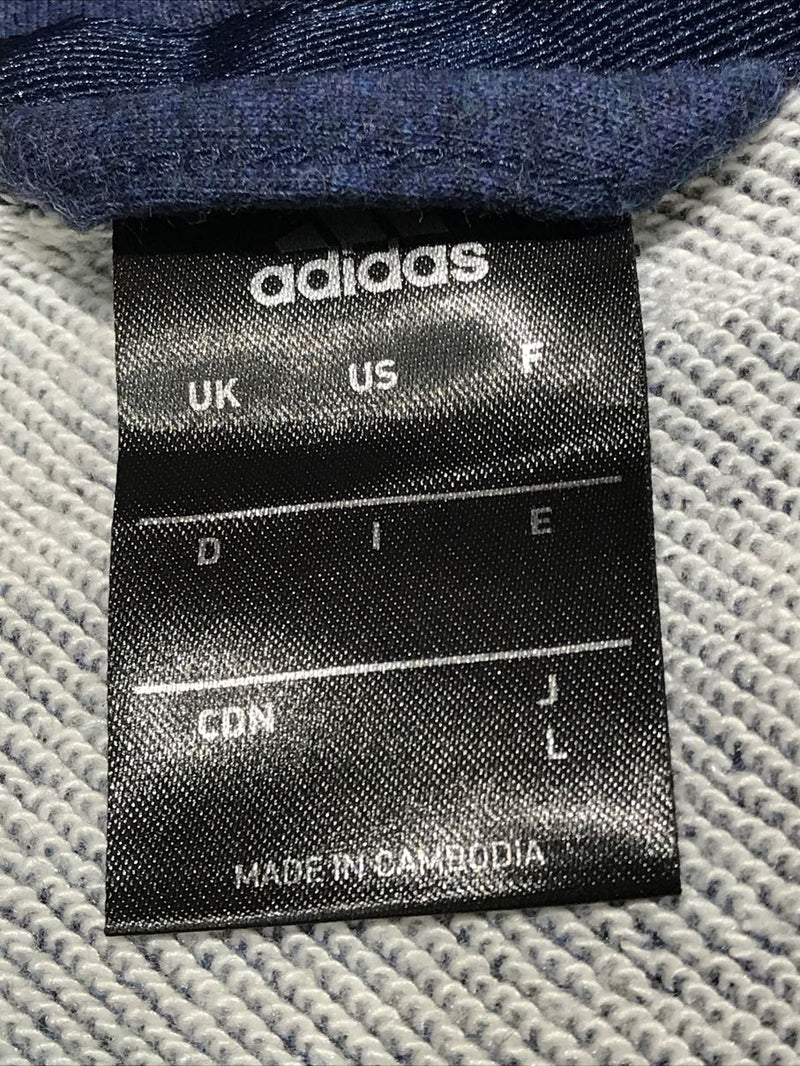 adidas
UK US F
D I E
CDN J
L
MADE IN CAMBODIA